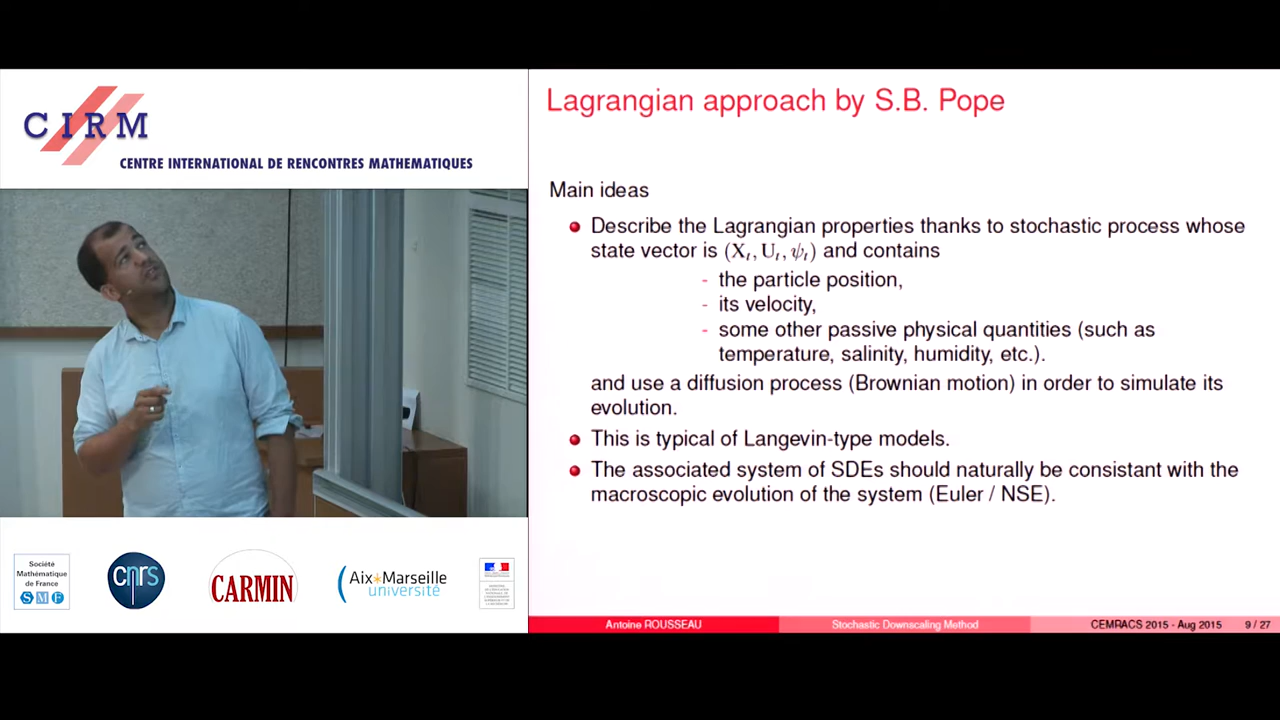 CIRM
CENTRE INTERNATIONAL DE RENCONTRES MATHEMATIQUES
Lagrangian approach by S.B. Pope
Main ideas
Describe the Lagrangian properties thanks to stochastic process whose
state vector is (X_t, U_t, ψ_t) and contains
- the particle position,
- its velocity,
- some other passive physical quantities (such as
temperature, salinity, humidity, etc.).
and use a diffusion process (Brownian motion) in order to simulate its
evolution.
This is typical of Langevin-type models.
The associated system of SDEs should naturally be consistant with the
macroscopic evolution of the system (Euler / NSE).
Société
Mathématique
de France
SMF
cnrs
CARMIN
Aix*Marseille
université
Antoine ROUSSEAU
Stochastic Downscaling Method
CEMRACS 2015 - Aug 2015
9 / 27